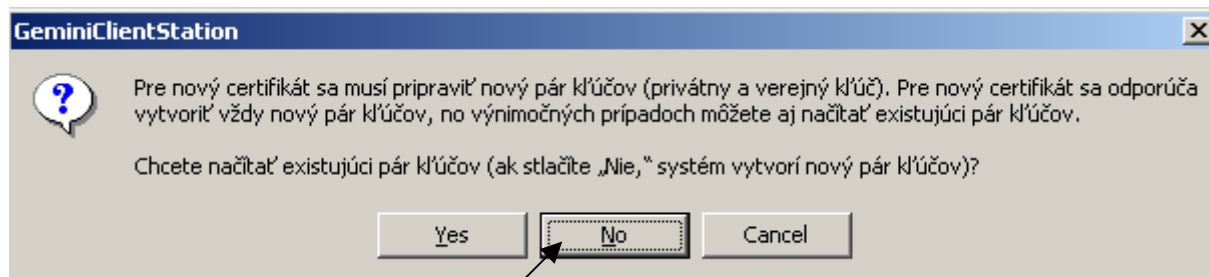 GeminiClientStation
Pre nový certifikát sa musí pripraviť nový pár kľúčov (privátny a verejný kľúč). Pre nový certifikát sa odporúča
vytvoriť vždy nový pár kľúčov, no výnimočných prípadoch môžete aj načítať existujúci pár kľúčov.
Chcete načítať existujúci pár kľúčov (ak stlačíte „Nie,“ systém vytvorí nový pár kľúčov)?
Yes No Cancel